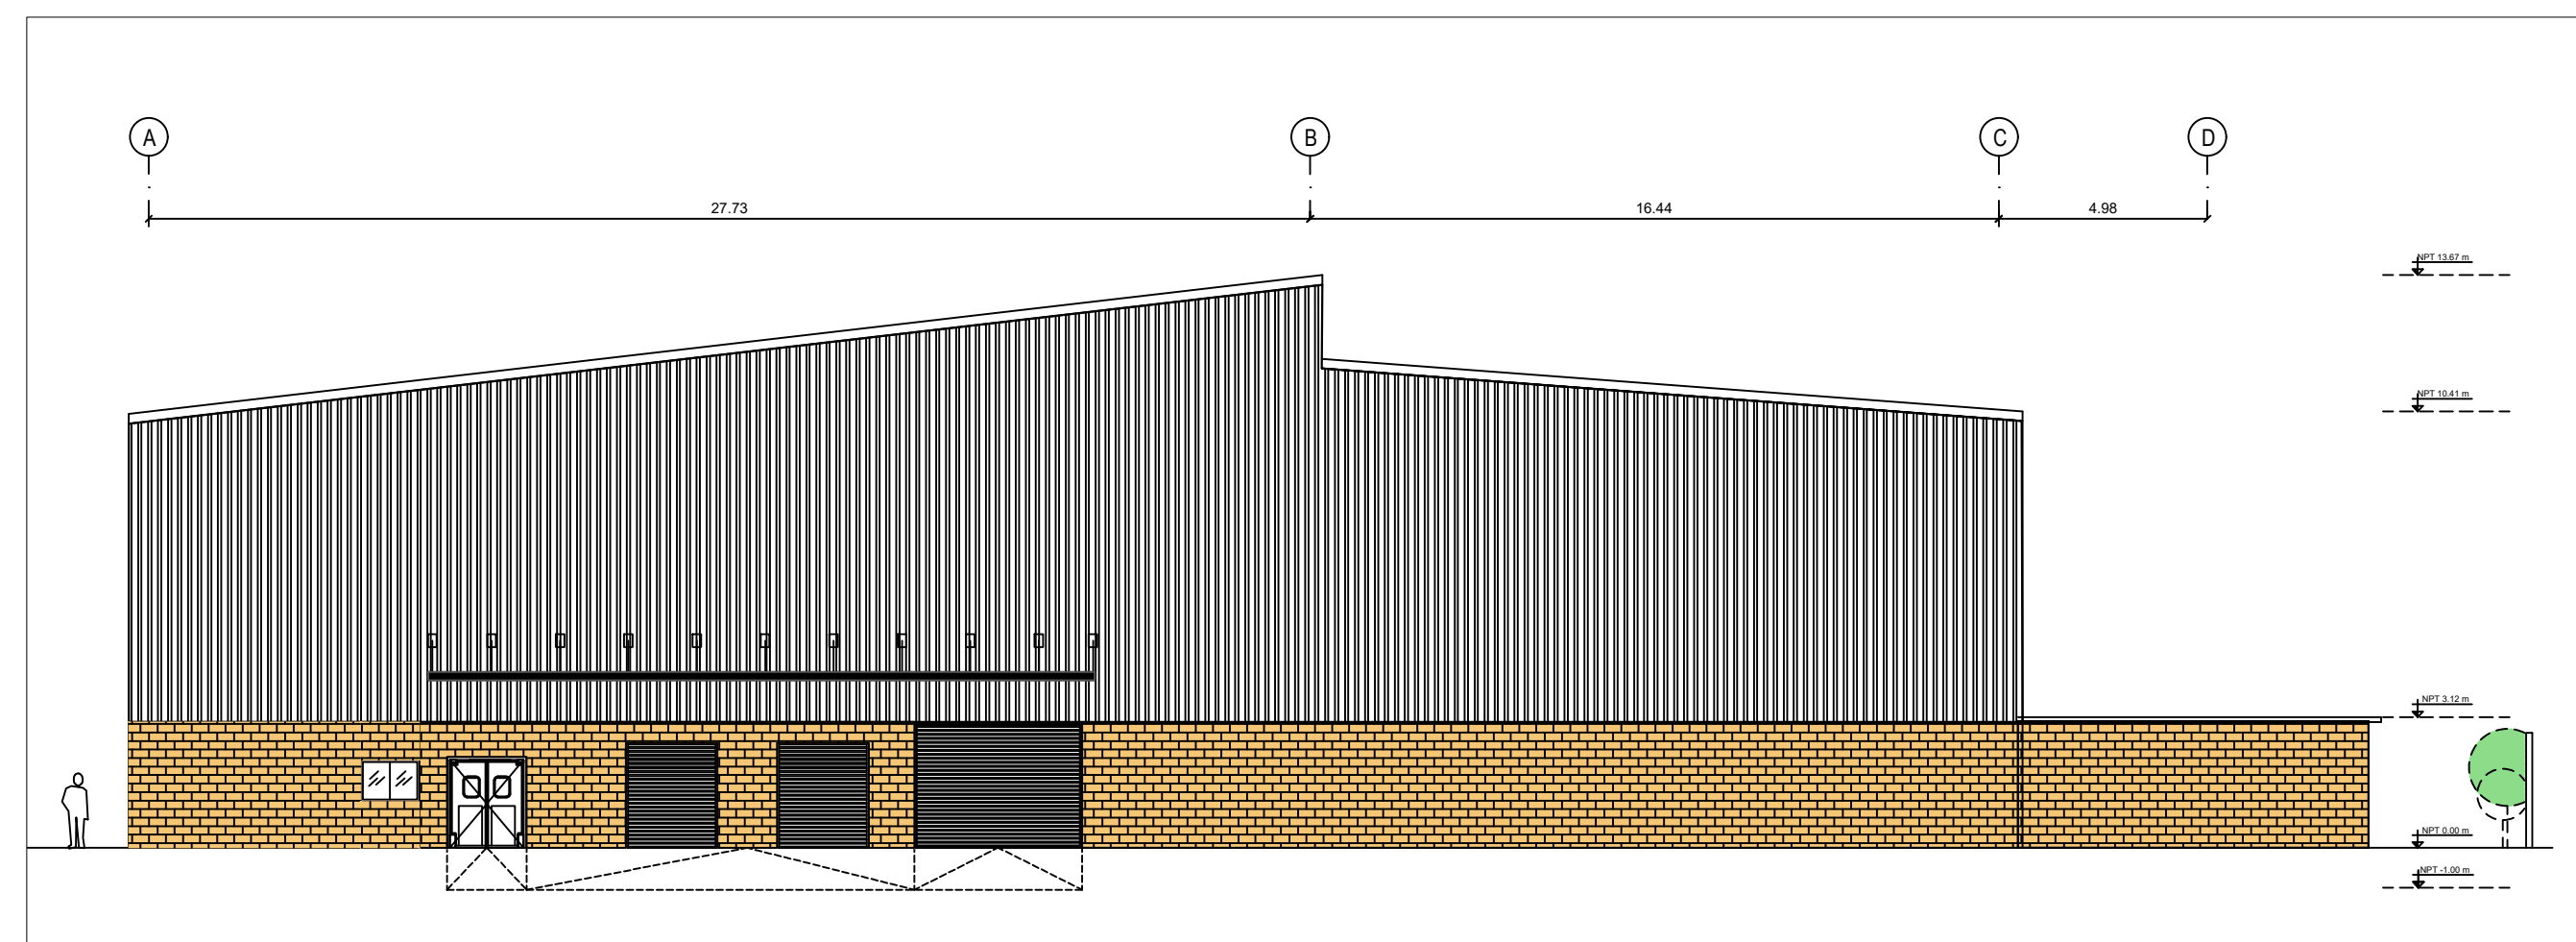 A
B
C
D
27.73
16.44
4.98
NPT 13.67 m
NPT 10.41 m
NPT 3.12 m
NPT 0.00 m
NPT -1.00 m